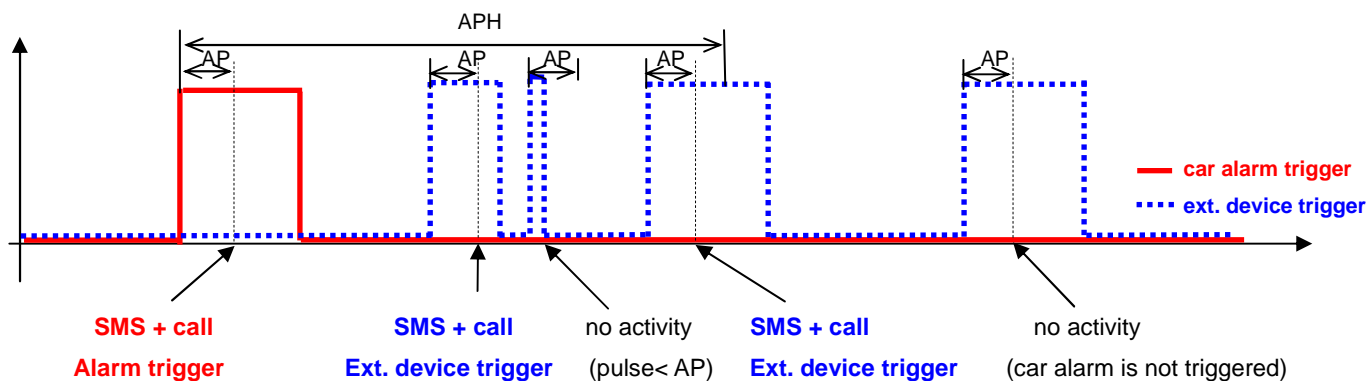 APH
AP
AP
AP
AP
AP
car alarm trigger
ext. device trigger
SMS + call
Alarm trigger
SMS + call
Ext. device trigger
no activity
(pulse< AP)
SMS + call
Ext. device trigger
no activity
(car alarm is not triggered)